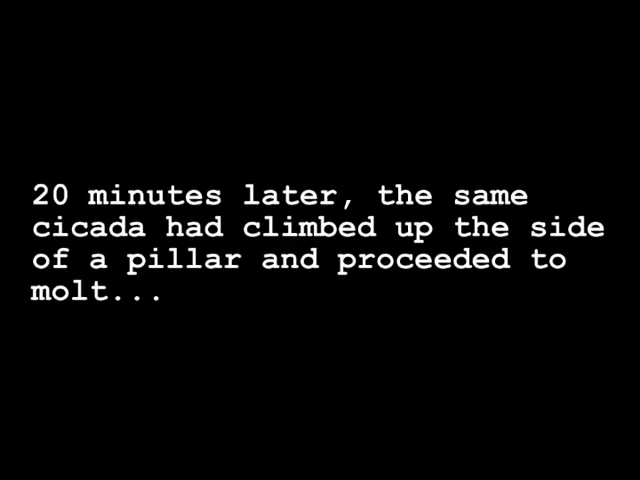 20 minutes later, the same
cicada had climbed up the side
of a pillar and proceeded to
molt...